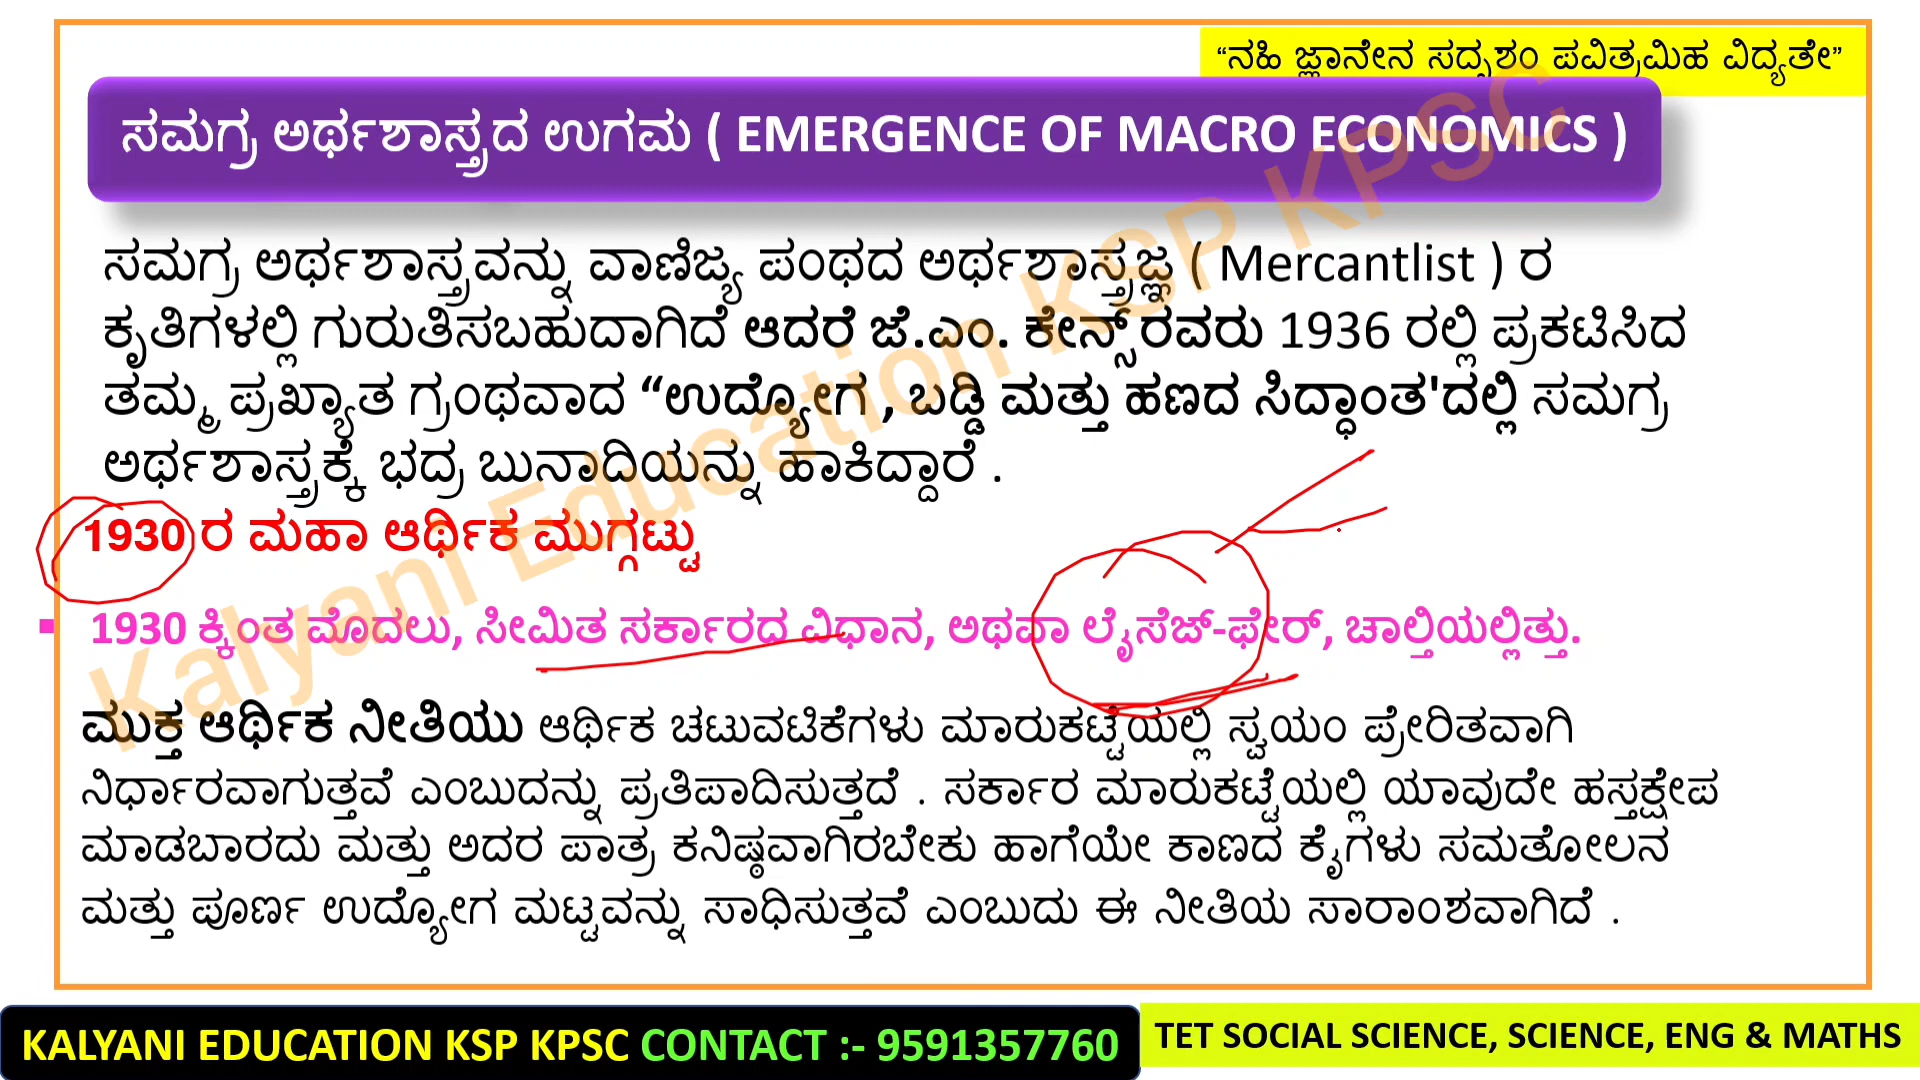 “ನಹಿ ಜ್ಞಾನೇನ ಸದೃಶಂ ಪವಿತ್ರಮಿಹ ವಿದ್ಯತೇ”
ಸಮಗ್ರ ಅರ್ಥಶಾಸ್ತ್ರದ ಉಗಮ ( EMERGENCE OF MACRO ECONOMICS )
ಸಮಗ್ರ ಅರ್ಥಶಾಸ್ತ್ರವನ್ನು ವಾಣಿಜ್ಯ ಪಂಥದ ಅರ್ಥಶಾಸ್ತ್ರಜ್ಞ ( Mercantlist ) ರ
ಕೃತಿಗಳಲ್ಲಿ ಗುರುತಿಸಬಹುದಾಗಿದೆ ಆದರೆ ಜೆ.ಎಂ. ಕೇನ್ಸ್‌ರವರು 1936 ರಲ್ಲಿ ಪ್ರಕಟಿಸಿದ
ತಮ್ಮ ಪ್ರಖ್ಯಾತ ಗ್ರಂಥವಾದ “ಉದ್ಯೋಗ , ಬಡ್ಡಿ ಮತ್ತು ಹಣದ ಸಿದ್ಧಾಂತ'ದಲ್ಲಿ ಸಮಗ್ರ
ಅರ್ಥಶಾಸ್ತ್ರಕ್ಕೆ ಭದ್ರ ಬುನಾದಿಯನ್ನು ಹಾಕಿದ್ದಾರೆ .
1930 ರ ಮಹಾ ಆರ್ಥಿಕ ಮುಗ್ಗಟ್ಟು
▪ 1930 ಕ್ಕಿಂತ ಮೊದಲು, ಸೀಮಿತ ಸರ್ಕಾರದ ವಿಧಾನ, ಅಥವಾ ಲೈಸೆಜ್-ಫೇರ್, ಚಾಲ್ತಿಯಲ್ಲಿತ್ತು.
ಮುಕ್ತ ಆರ್ಥಿಕ ನೀತಿಯು ಆರ್ಥಿಕ ಚಟುವಟಿಕೆಗಳು ಮಾರುಕಟ್ಟೆಯಲ್ಲಿ ಸ್ವಯಂ ಪ್ರೇರಿತವಾಗಿ
ನಿರ್ಧಾರವಾಗುತ್ತವೆ ಎಂಬುದನ್ನು ಪ್ರತಿಪಾದಿಸುತ್ತದೆ . ಸರ್ಕಾರ ಮಾರುಕಟ್ಟೆಯಲ್ಲಿ ಯಾವುದೇ ಹಸ್ತಕ್ಷೇಪ
ಮಾಡಬಾರದು ಮತ್ತು ಅದರ ಪಾತ್ರ ಕನಿಷ್ಠವಾಗಿರಬೇಕು ಹಾಗೆಯೇ ಕಾಣದ ಕೈಗಳು ಸಮತೋಲನ
ಮತ್ತು ಪೂರ್ಣ ಉದ್ಯೋಗ ಮಟ್ಟವನ್ನು ಸಾಧಿಸುತ್ತವೆ ಎಂಬುದು ಈ ನೀತಿಯ ಸಾರಾಂಶವಾಗಿದೆ .
Kalyani Education KSP KPSC
KALYANI EDUCATION KSP KPSC CONTACT :- 9591357760
TET SOCIAL SCIENCE, SCIENCE, ENG & MATHS